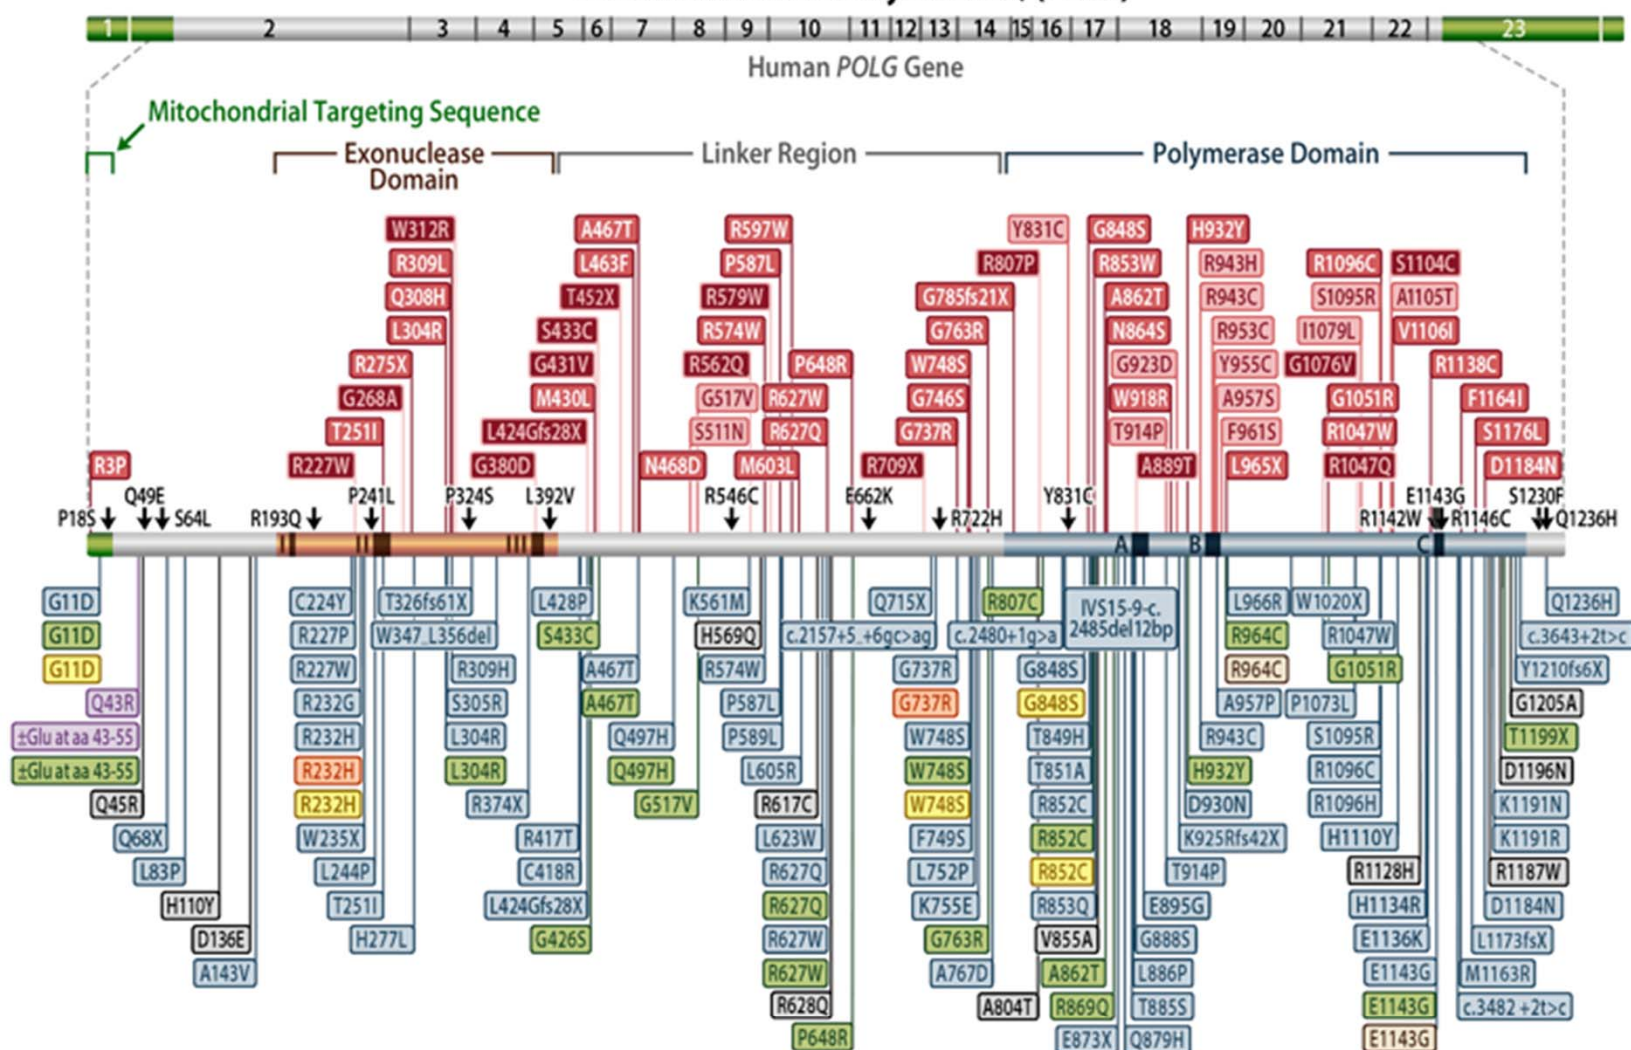 1 2 3 4 5 6 7 8 9 10 11 12 13 14 15 16 17 18 19 20 21 22 23
Human POLG Gene
Mitochondrial Targeting Sequence
Exonuclease
Domain
Linker Region
Polymerase Domain
W312R A467T R597W Y831C G848S H932Y
R309L L463F P587L R807P R853W R943H R1096C S1104C
Q308H T452X R579W G785fs21X A862T R943C S1095R A1105T
L304R S433C R574W G763R N864S R953C I1079L V1106I
R275X G431V R562Q P648R W748S G923D Y955C G1076V R1138C
G268A M430L G517V R627W G746S W918R A957S G1051R F1164I
T251I L424Gfs28X S511N R627Q G737R T914P F961S R1047W S1176L
R3P R227W G380D N468D M603L R709X A889T L965X R1047Q D1184N
Q49E P241L P324S L392V R546C E662K Y831C E1143G S1230F
P18S S64L R193Q R722H R1142W R1146C Q1236H
I II III A B C
G11D C224Y T326fs61X L428P K561M Q715X R807C IVS15-9-c. L966R W1020X Q1236H
2485del12bp
G11D R227P W347_L356del S433C H569Q c.2157+5_+6gc>ag c.2480+1g>a R964C R1047W c.3643+2t>c
G11D R227W R309H A467T R574W G737R G848S R964C G1051R Y1210fs6X
Q43R R232G S305R A467T P587L G737R G848S A957P P1073L G1205A
±Glu at aa 43-55 R232H L304R Q497H P589L W748S T849H R943C S1095R T1199X
±Glu at aa 43-55 R232H L304R Q497H L605R W748S T851A H932Y R1096C D1196N
Q45R R232H R374X G517V R617C W748S R852C D930N R1096H K1191N
Q68X W235X R417T L623W F749S R852C K925Rfs42X H1110Y K1191R
L83P L244P C418R R627Q L752P R852C T914P R1128H R1187W
H110Y T251I L424Gfs28X R627Q K755E R853Q E895G H1134R D1184N
D136E H277L G426S R627W G763R V855A G888S E1136K L1173fsX
A143V R627W A767D A862T L886P E1143G M1163R
R628Q A804T R869Q T885S E1143G c.3482 +2t>c
P648R E873X Q879H E1143G